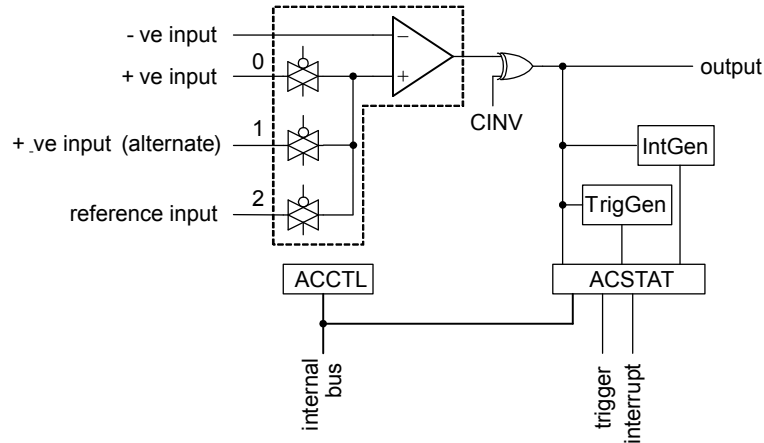 - ve input
−
0
+ ve input
+
output
CINV
1
+ ve input (alternate)
IntGen
2
reference input
TrigGen
ACCTL
ACSTAT
internal
bus
trigger
interrupt